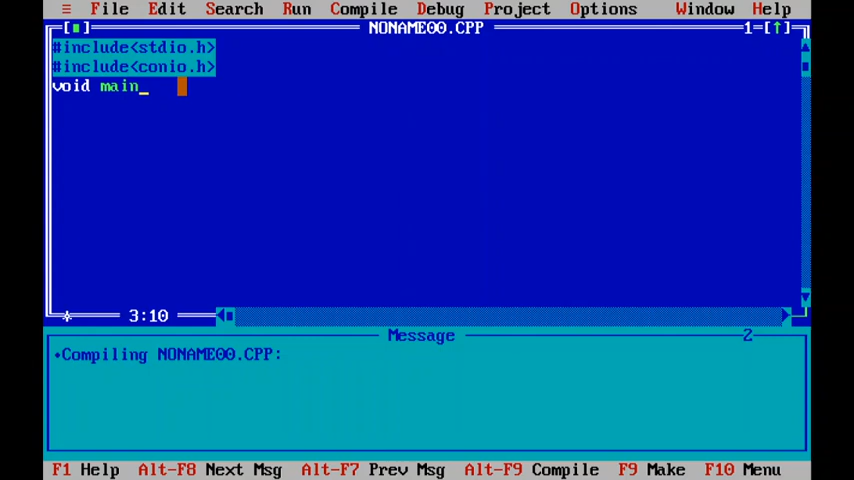 ≡ File Edit Search Run Compile Debug Project Options Window Help
[■] NONAME00.CPP 1=[↑]
#include<stdio.h>
#include<conio.h>
void main_
* 3:10
Message 2
•Compiling NONAME00.CPP:
F1 Help Alt-F8 Next Msg Alt-F7 Prev Msg Alt-F9 Compile F9 Make F10 Menu